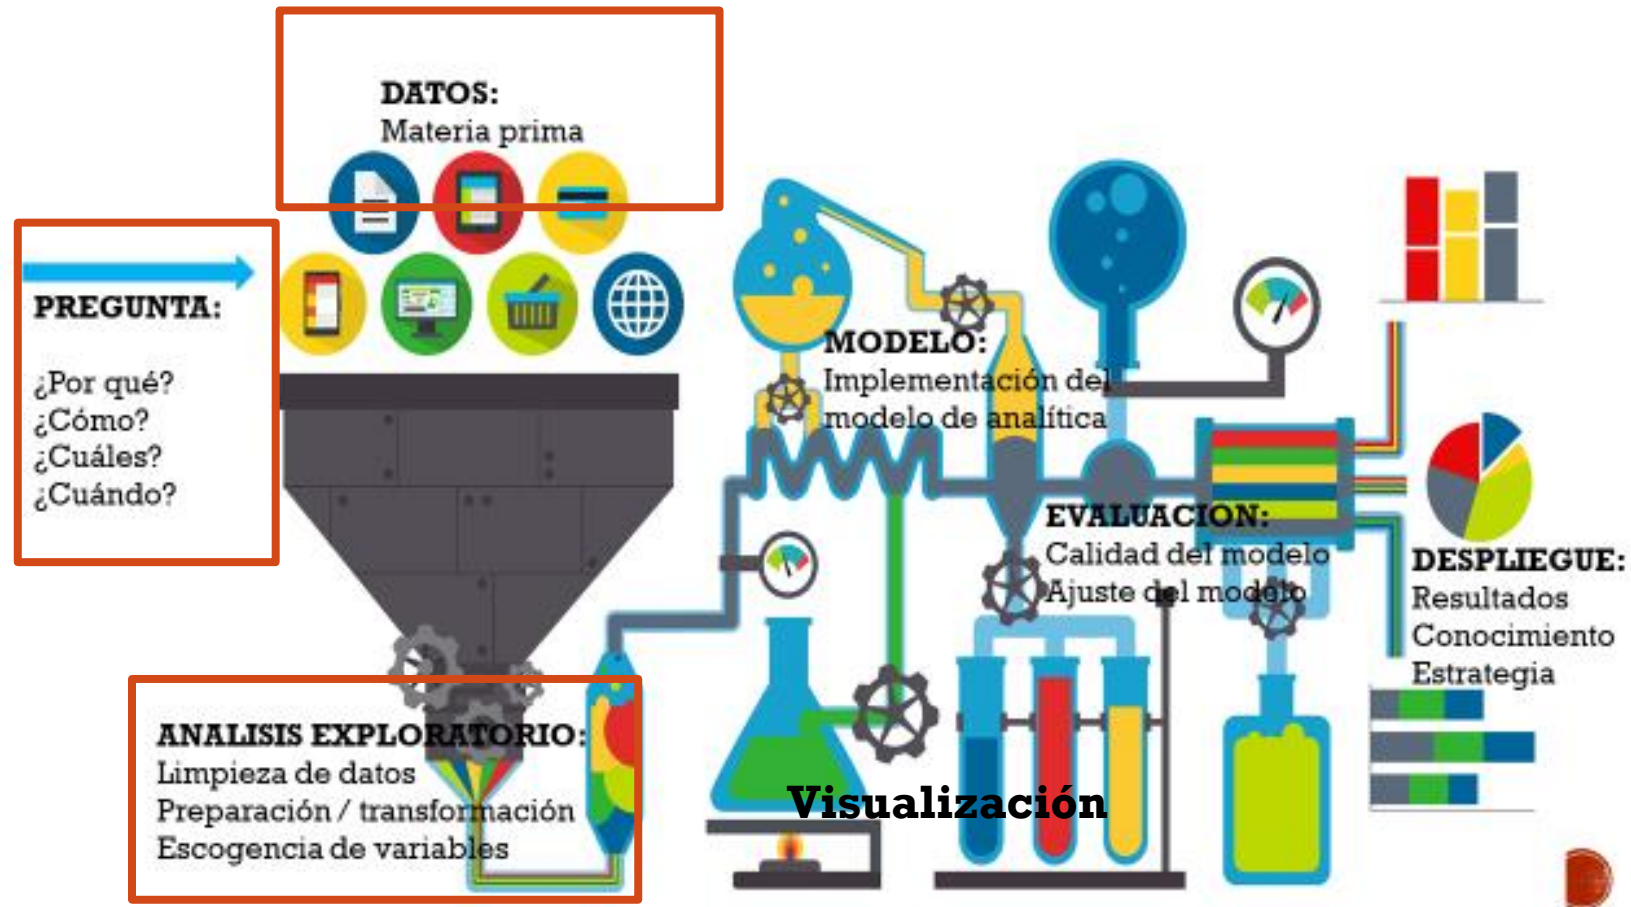 DATOS:
Materia prima
PREGUNTA:
¿Por qué?
¿Cómo?
¿Cuáles?
¿Cuándo?
MODELO:
Implementación del
modelo de analítica
EVALUACION:
Calidad del modelo
Ajuste del modelo
DESPLIEGUE:
Resultados
Conocimiento
Estrategia
ANALISIS EXPLORATORIO:
Limpieza de datos
Preparación / transformación
Escogencia de variables
Visualización